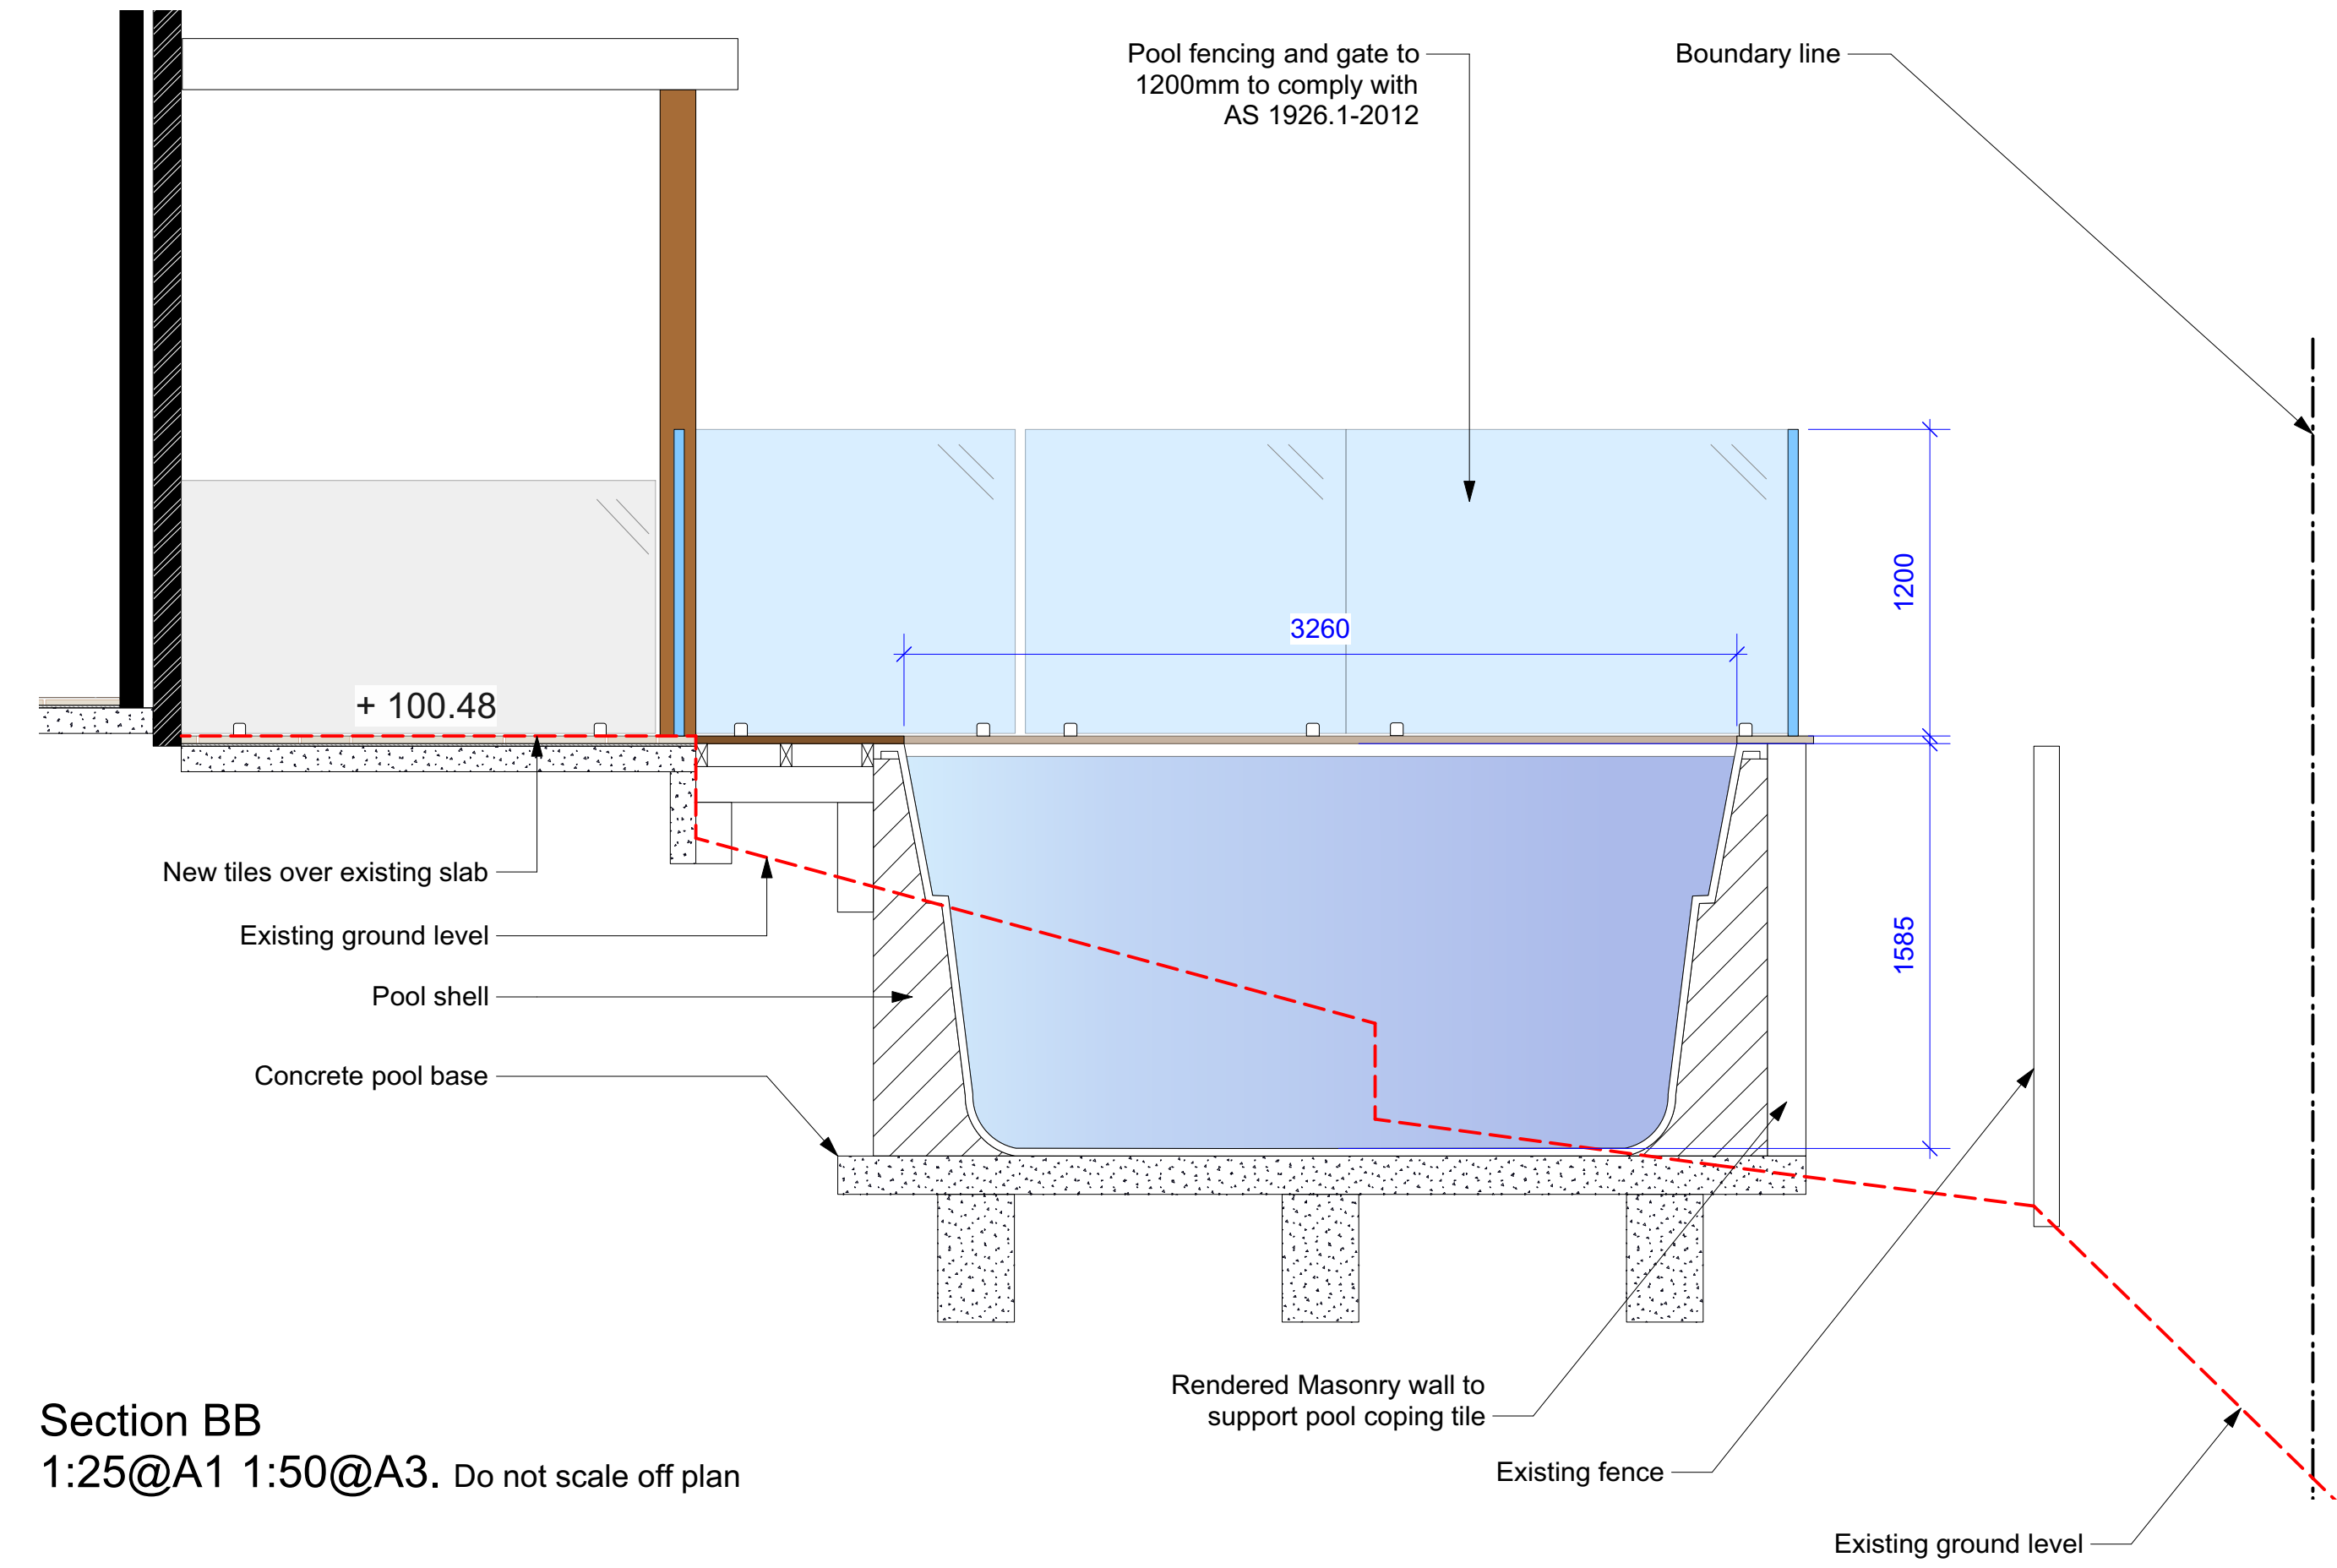 Pool fencing and gate to
1200mm to comply with
AS 1926.1-2012
Boundary line
1200
3260
+ 100.48
New tiles over existing slab
Existing ground level
1585
Pool shell
Concrete pool base
Rendered Masonry wall to
support pool coping tile
Section BB
1:25@A1 1:50@A3. Do not scale off plan
Existing fence
Existing ground level